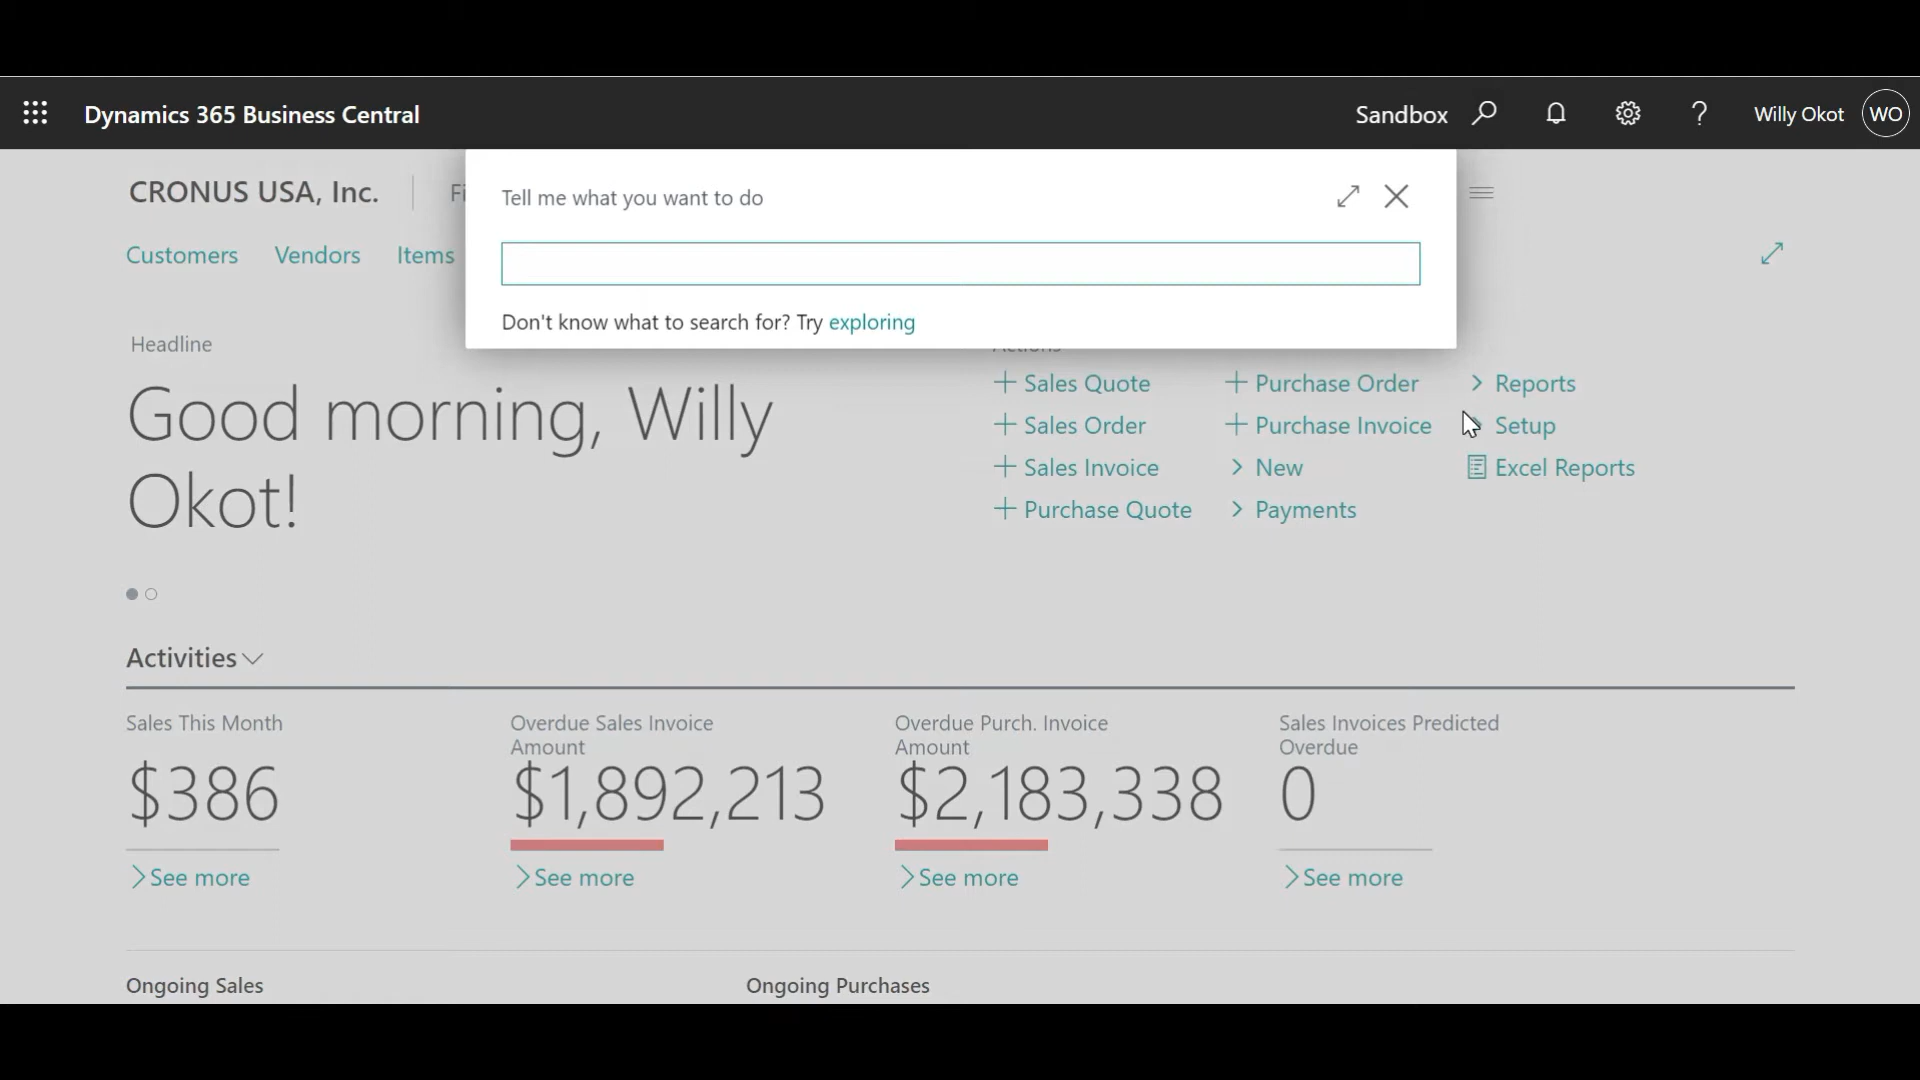 Dynamics 365 Business Central
Sandbox
?
Willy Okot
WO
CRONUS USA, Inc.
Tell me what you want to do
Customers
Vendors
Items
Don't know what to search for? Try exploring
Headline
Good morning, Willy
Okot!
Sales Quote
Purchase Order
Reports
Sales Order
Purchase Invoice
Setup
Sales Invoice
New
Excel Reports
Purchase Quote
Payments
Activities
Sales This Month
$386
See more
Overdue Sales Invoice
Amount
$1,892,213
See more
Overdue Purch. Invoice
Amount
$2,183,338
See more
Sales Invoices Predicted
Overdue
0
See more
Ongoing Sales
Ongoing Purchases